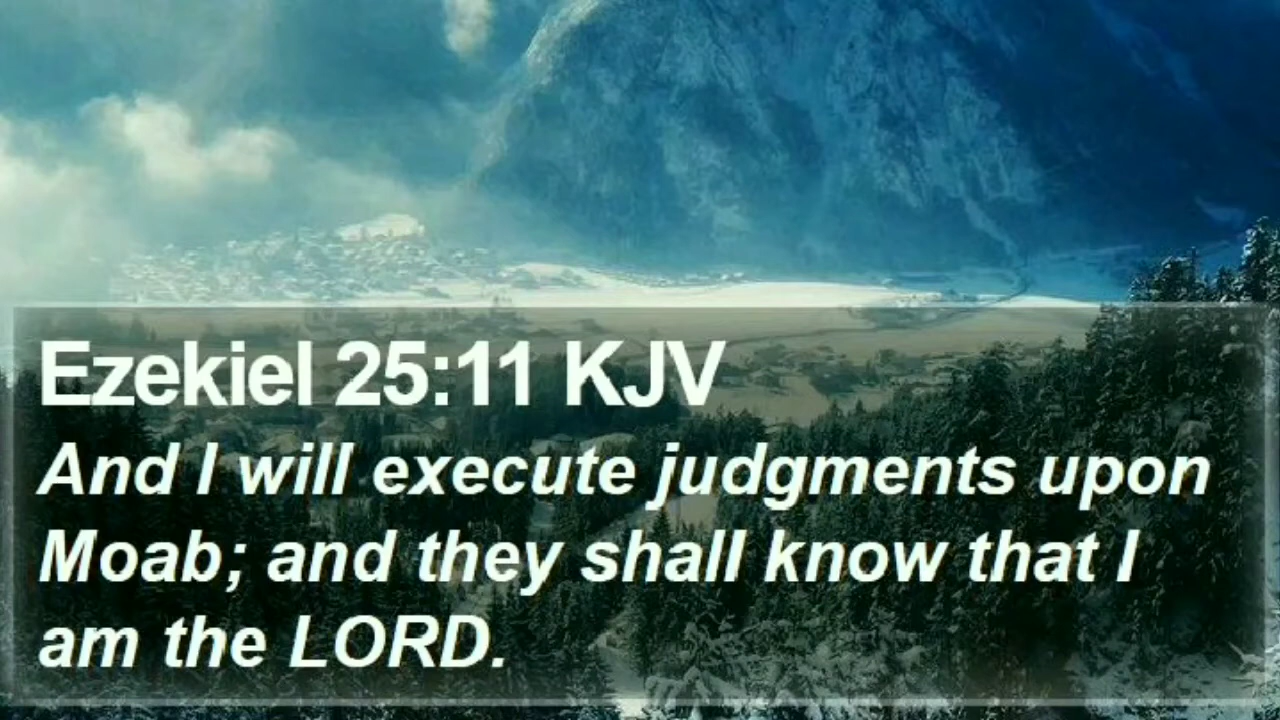 Ezekiel 25:11 KJV
And I will execute judgments upon
Moab; and they shall know that I
am the LORD.